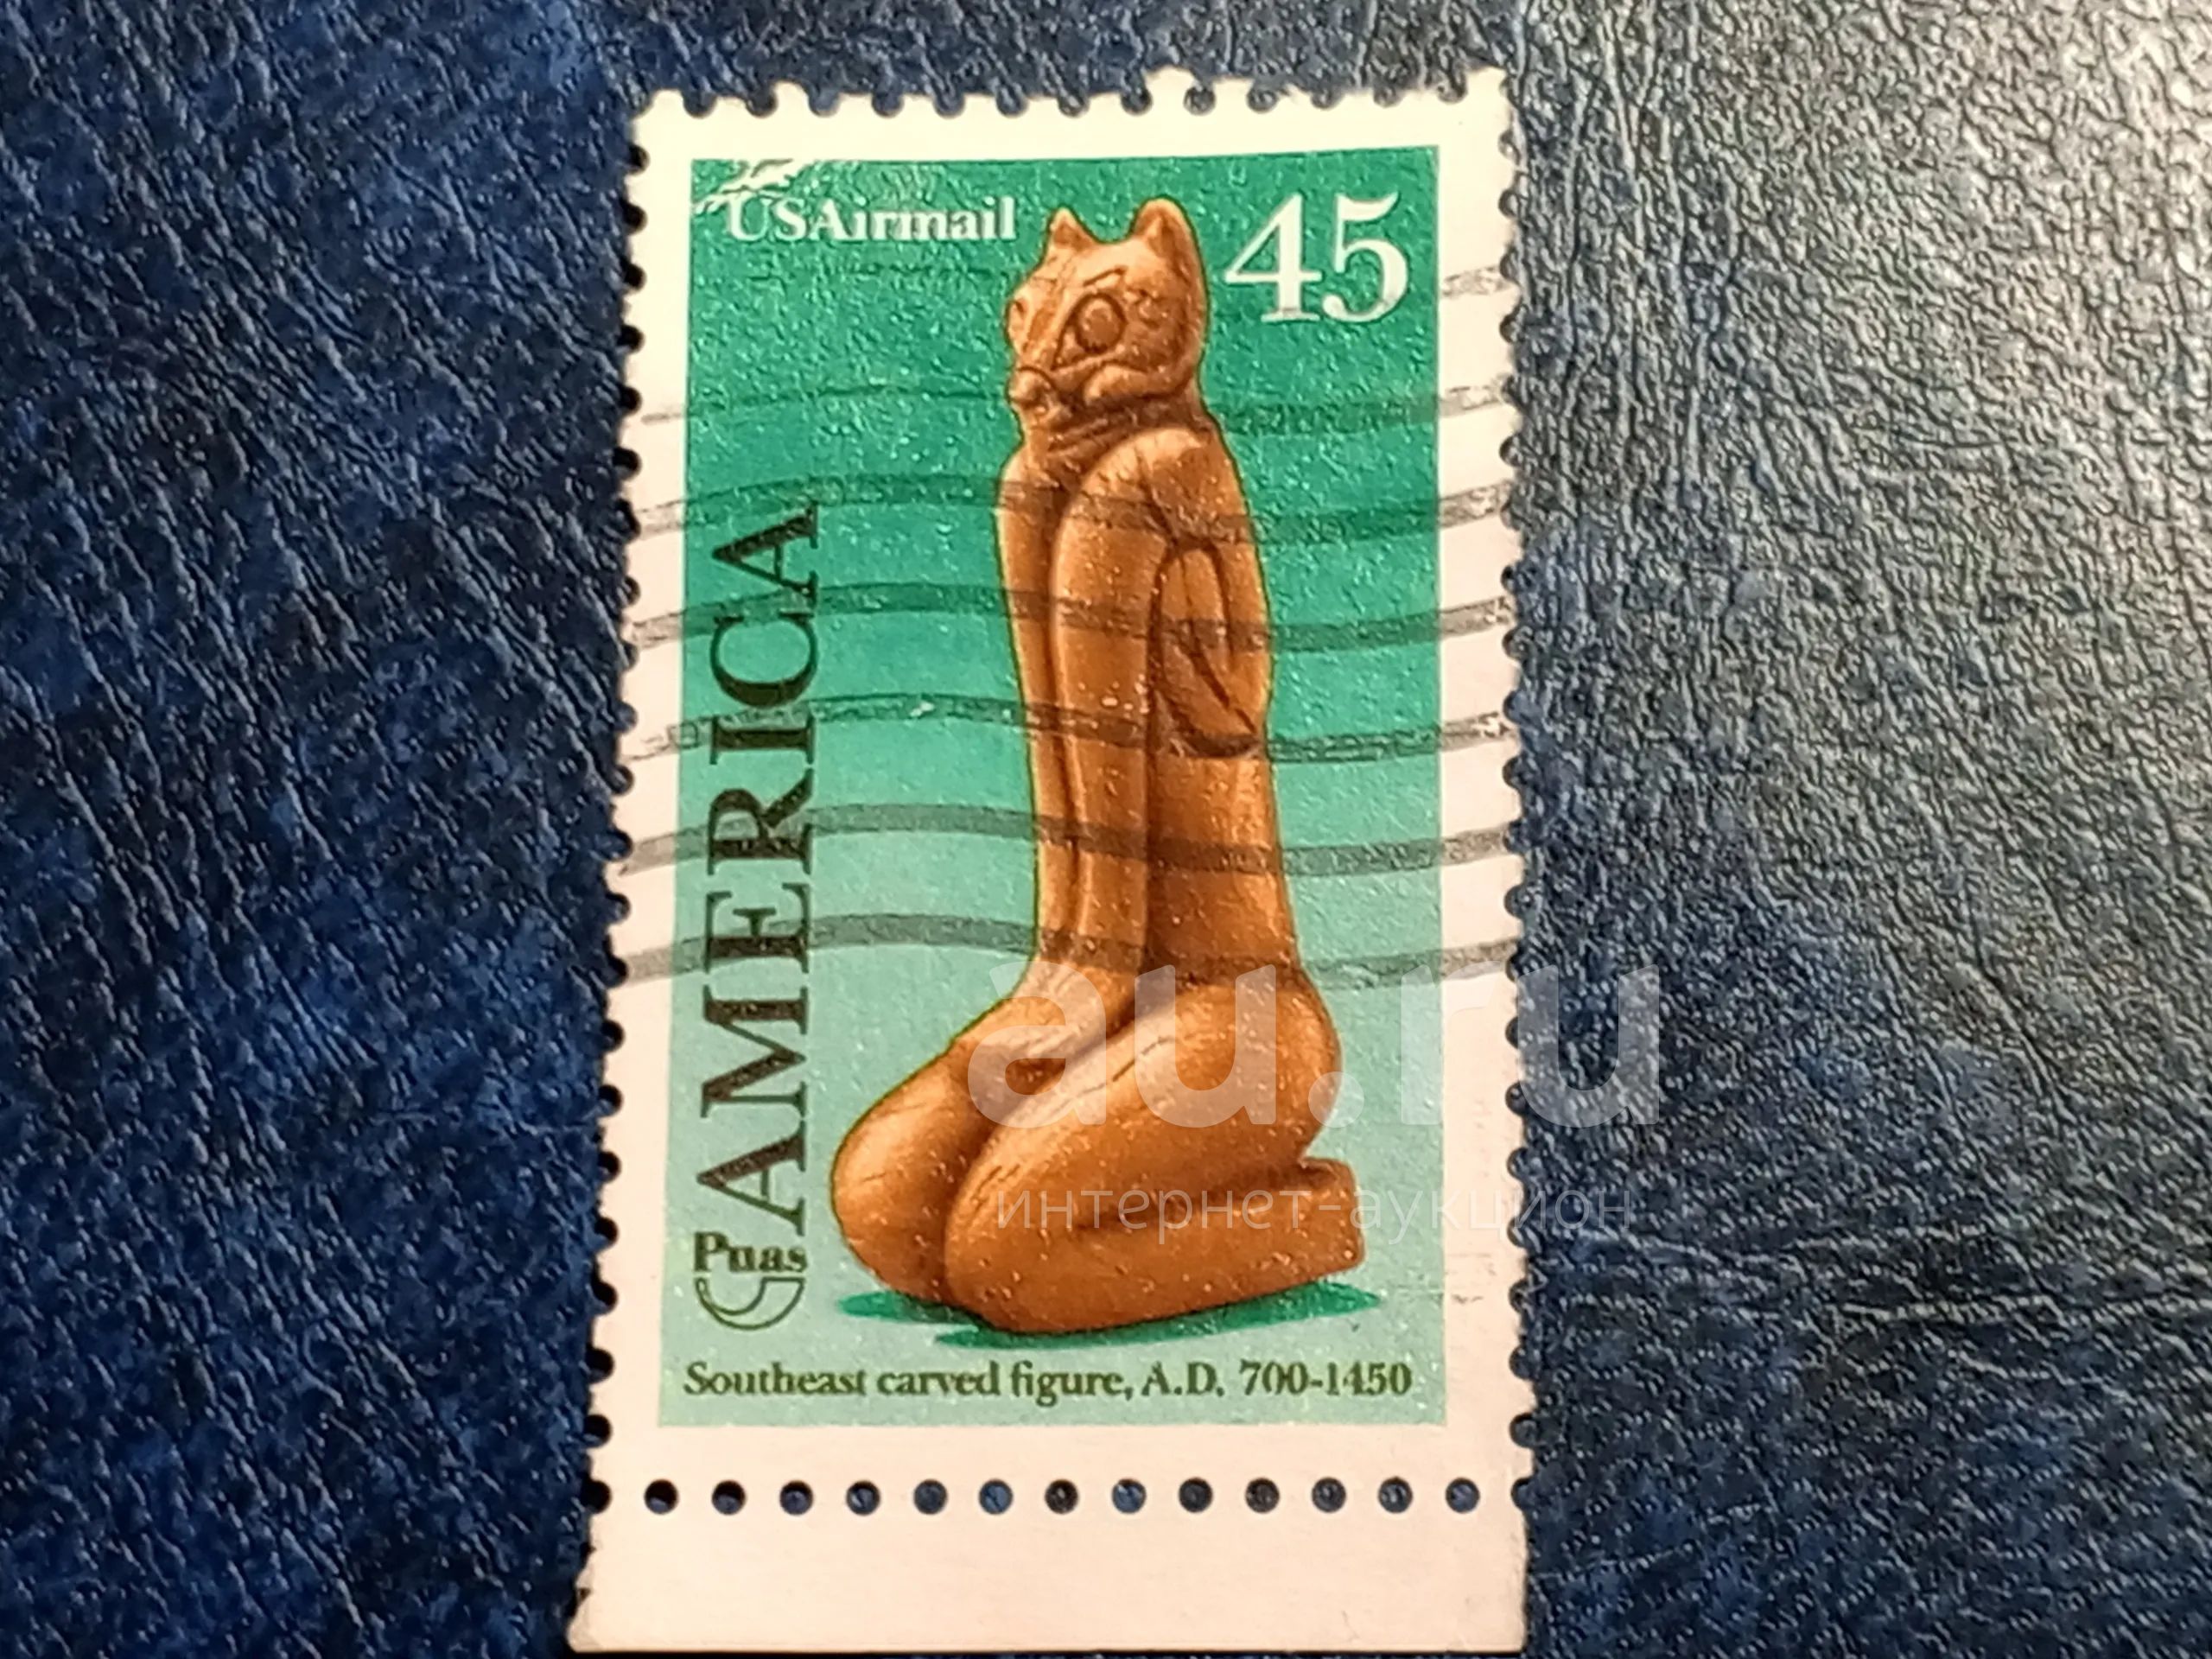 USAirmail
45
AMERICA
Puas
Southeast carved figure, A.D. 700-1450
au.ru
интернет-аукцион